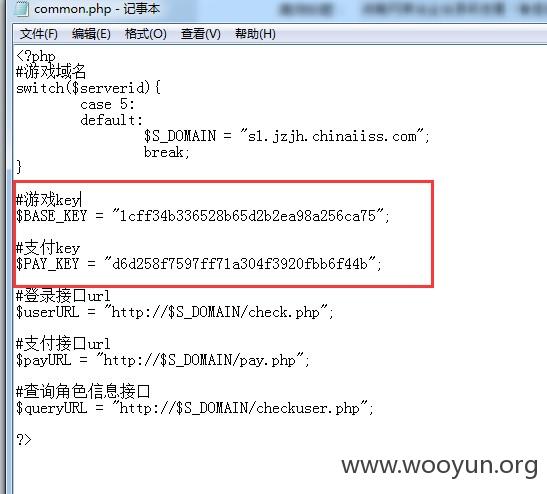 common.php - 记事本
文件(F) 编辑(E) 格式(O) 查看(V) 帮助(H)
<?php
#游戏域名
switch($serverid){
        case 5:
        default:
                $S_DOMAIN = "s1.jzjh.chinaiiss.com";
                break;
}
#游戏key
$BASE_KEY = "1cff34b336528b65d2b2ea98a256ca75";
#支付key
$PAY_KEY = "d6d258f7597ff71a304f3920fbb6f44b";
#登录接口url
$userURL = "http://$S_DOMAIN/check.php";
#支付接口url
$payURL = "http://$S_DOMAIN/pay.php";
#查询角色信息接口
$queryURL = "http://$S_DOMAIN/checkuser.php";
?>
www.wooyun.org